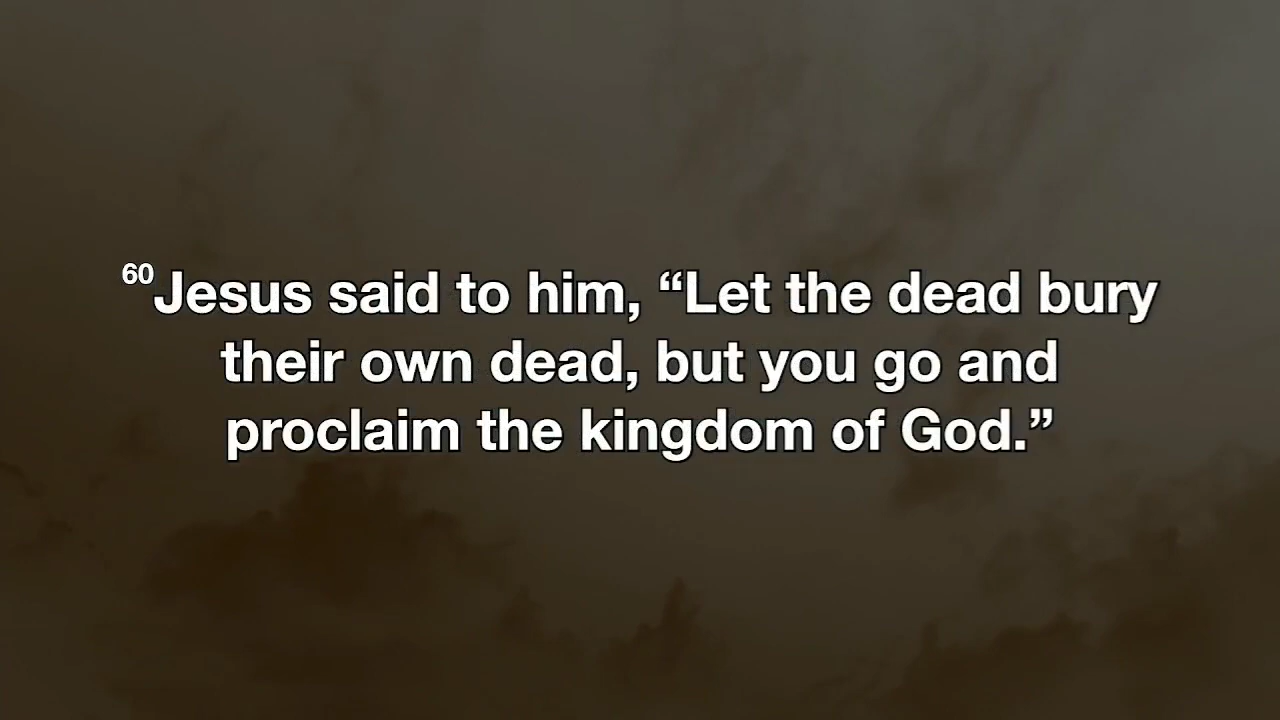 60Jesus said to him, “Let the dead bury
their own dead, but you go and
proclaim the kingdom of God.”